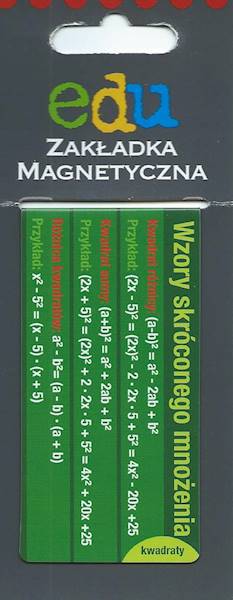 edu
ZAKŁADKA
MAGNETYCZNA
Wzory skróconego mnożenia
kwadraty
Kwadrat różnicy: (a-b)² = a² - 2ab + b²
Przykład: (2x - 5)² = (2x)² - 2 · 2x · 5 + 5² = 4x² - 20x +25
Kwadrat sumy: (a+b)² = a² + 2ab + b²
Przykład: (2x + 5)² = (2x)² + 2 · 2x · 5 + 5² = 4x² + 20x +25
Różnica kwadratów: a² - b²= (a - b) · (a + b)
Przykład: x² - 5² = (x - 5) · (x + 5)